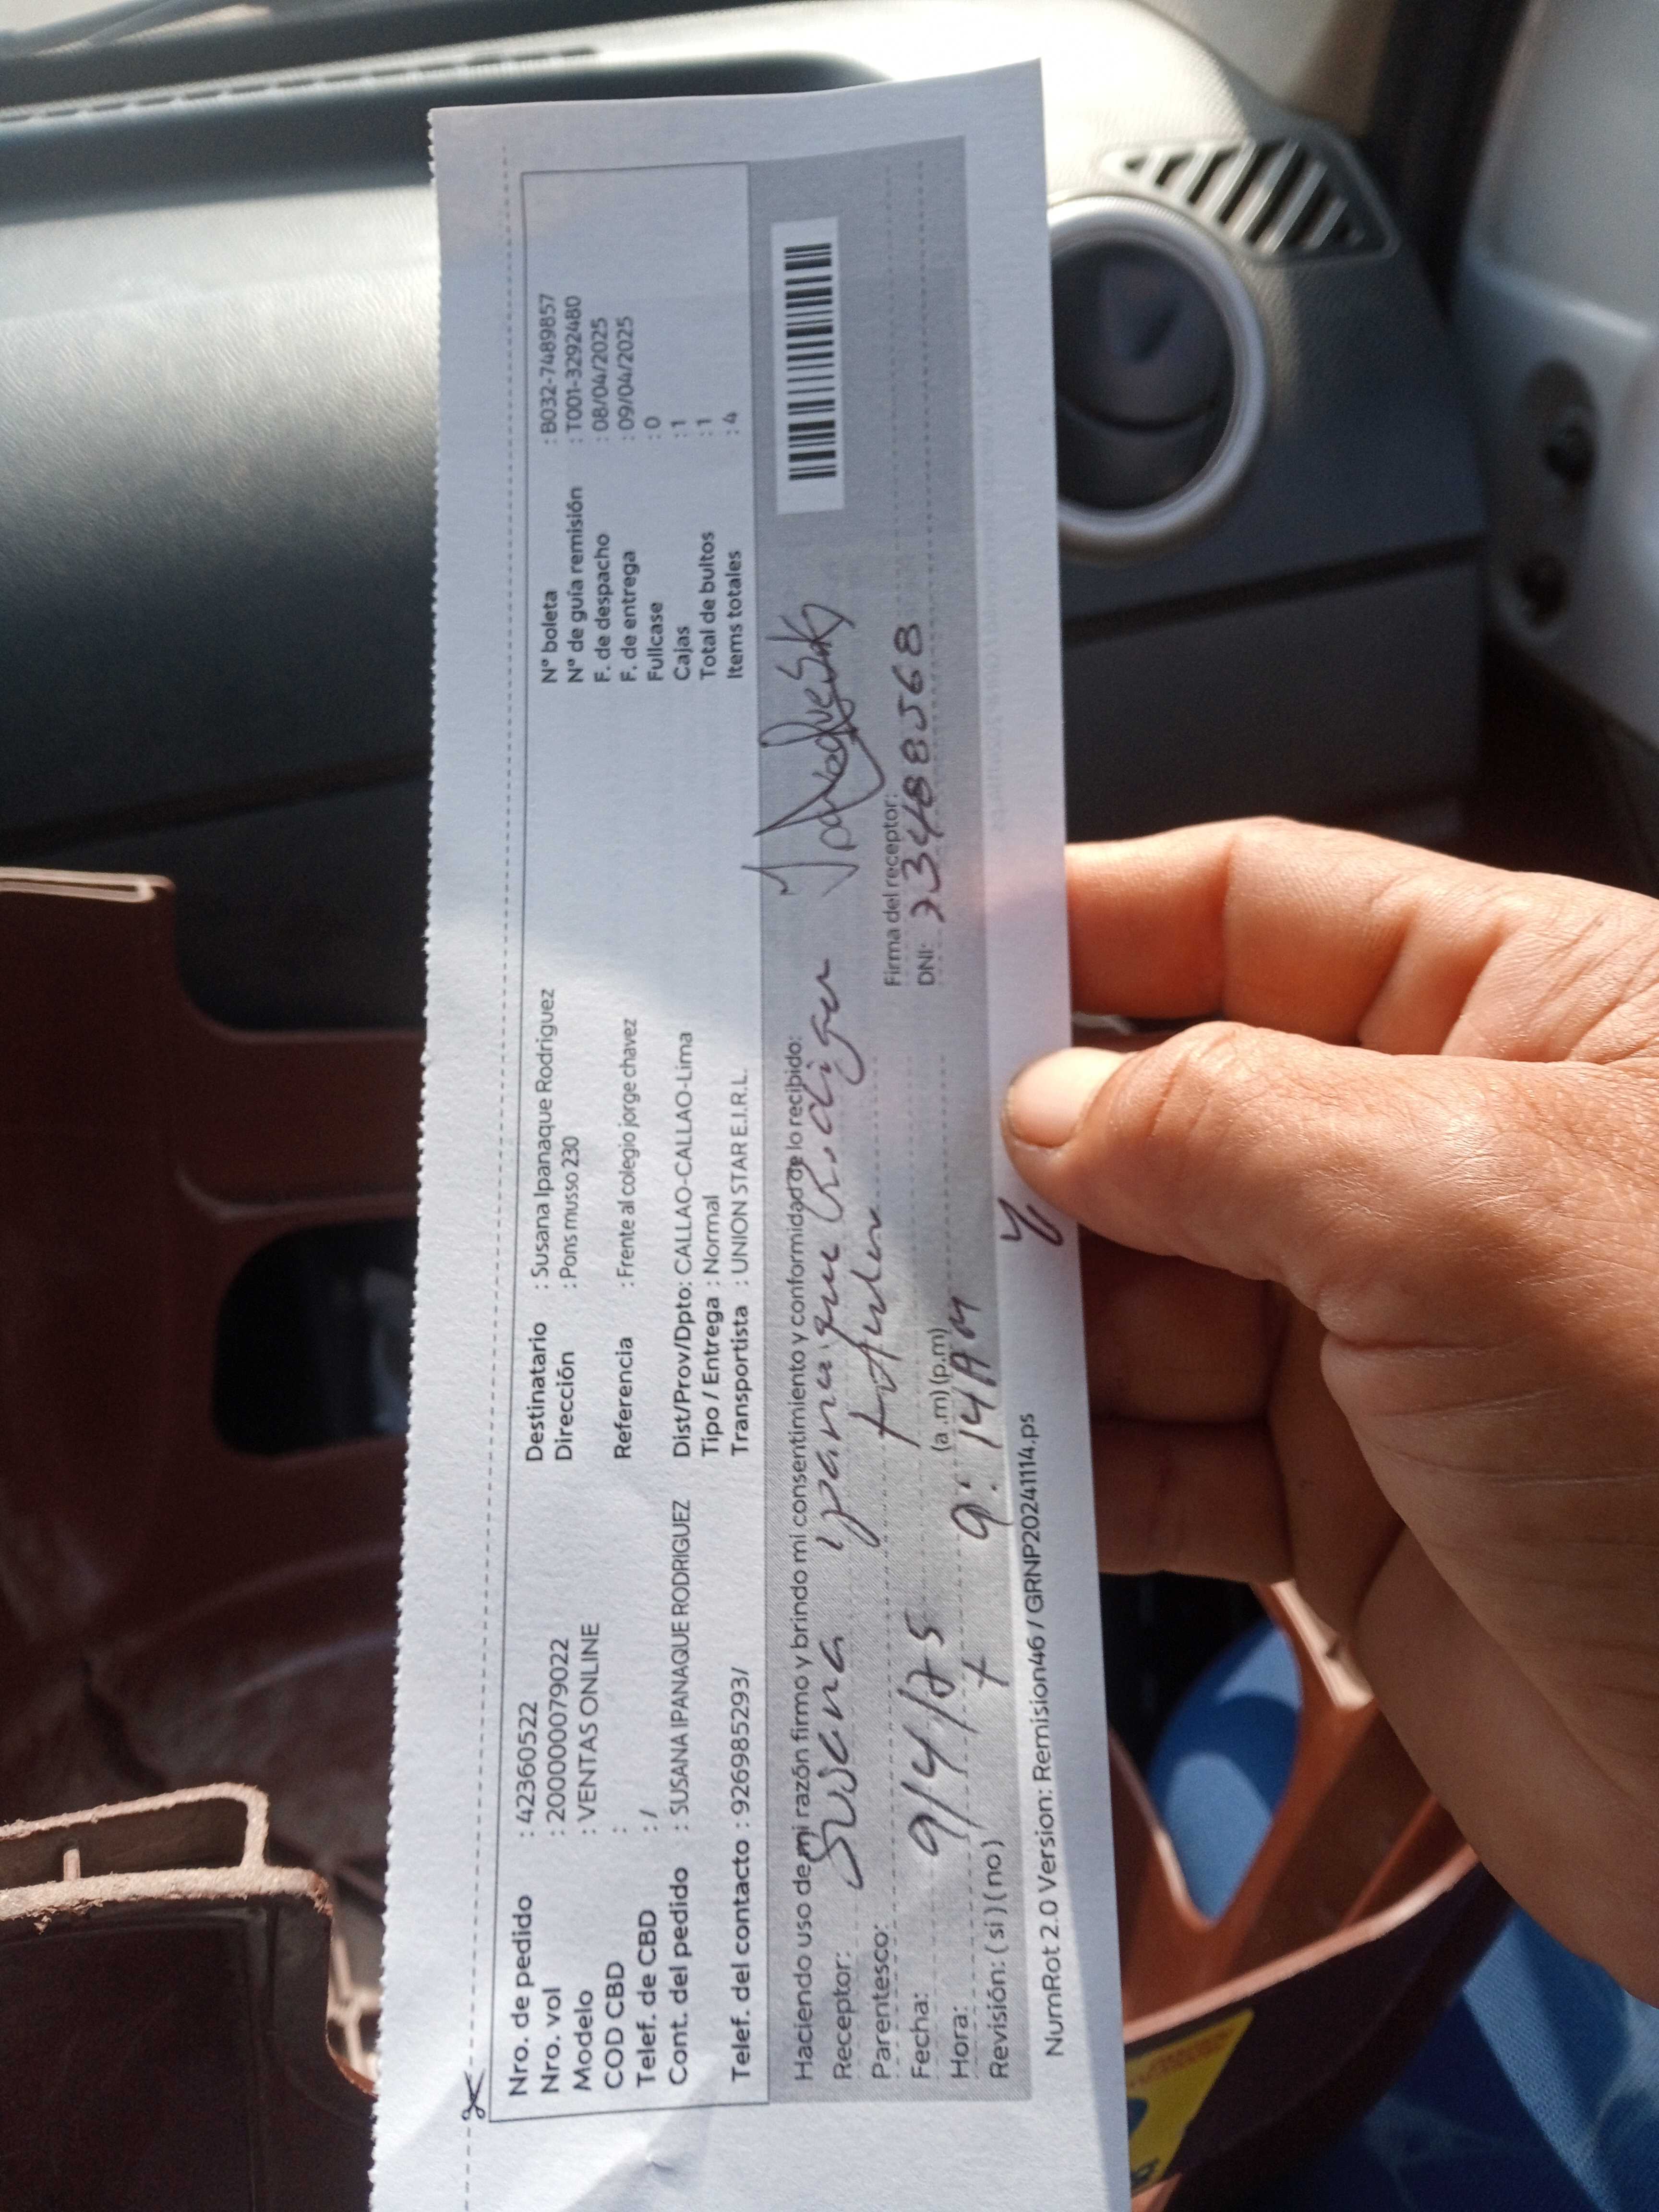 Nro. de pedido : 42360522
Nro. vol : 200000079022
Modelo : VENTAS ONLINE
COD CBD :
Telef. de CBD : /
Cont. del pedido : SUSANA IPANAQUE RODRIGUEZ
Telef. del contacto : 926985293/
Destinatario : Susana Ipanaque Rodriguez
Dirección : Pons musso 230
Referencia : Frente al colegio jorge chavez
Dist/Prov/Dpto: CALLAO-CALLAO-Lima
Tipo / Entrega : Normal
Transportista : UNION STAR E.I.R.L.
N° boleta : B032-7489857
N° de guía remisión : T001-3292480
F. de despacho : 08/04/2025
F. de entrega : 09/04/2025
Fullcase : 0
Cajas : 1
Total de bultos : 1
Items totales : 4
Haciendo uso de mi razón firmo y brindo mi consentimiento y conformidad de lo recibido:
Receptor: Susana Ipanaque Rodiguez
Parentesco: titular
Fecha: 9/4/25
Hora: 9:14 AM (a.m) (p.m)
Revisión: ( si ) ( no )
Firma del receptor:
DNI: 73488568
NumRot 2.0 Version: Remision46 / GRNP20241114.ps